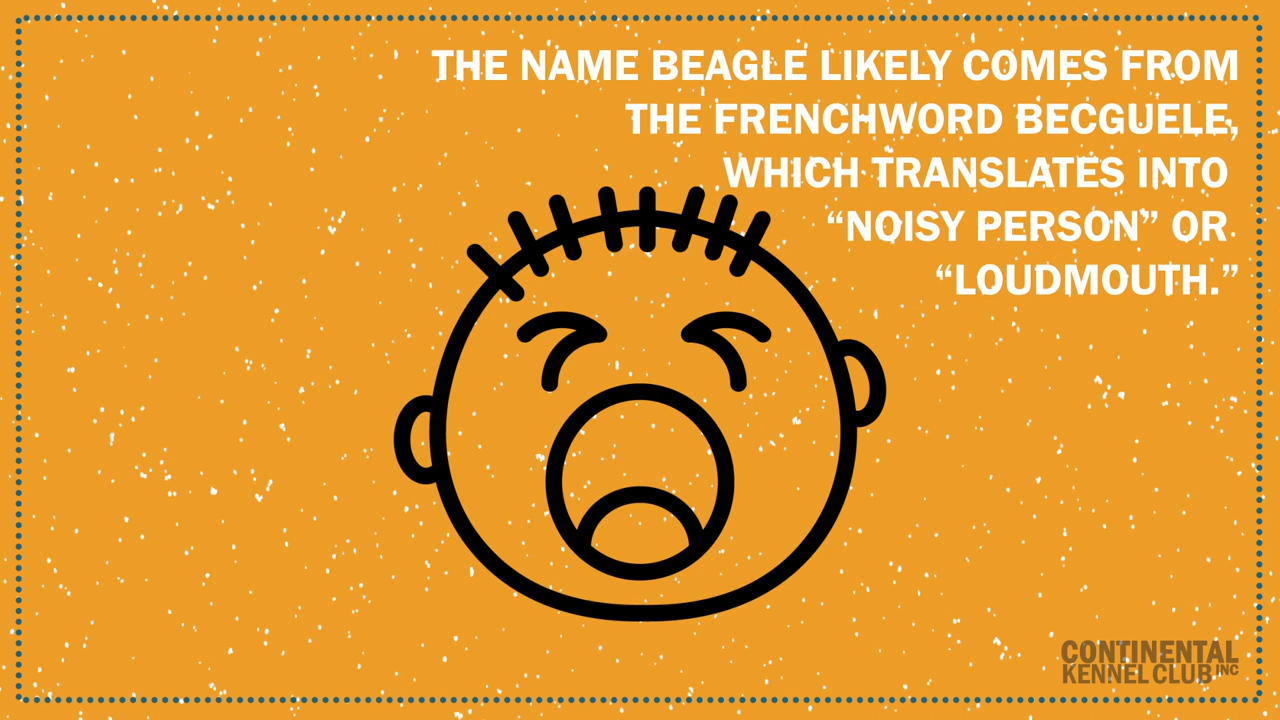 THE NAME BEAGLE LIKELY COMES FROM
THE FRENCHWORD BECGUELE,
WHICH TRANSLATES INTO
“NOISY PERSON” OR
“LOUDMOUTH.”
CONTINENTAL
KENNEL CLUB INC